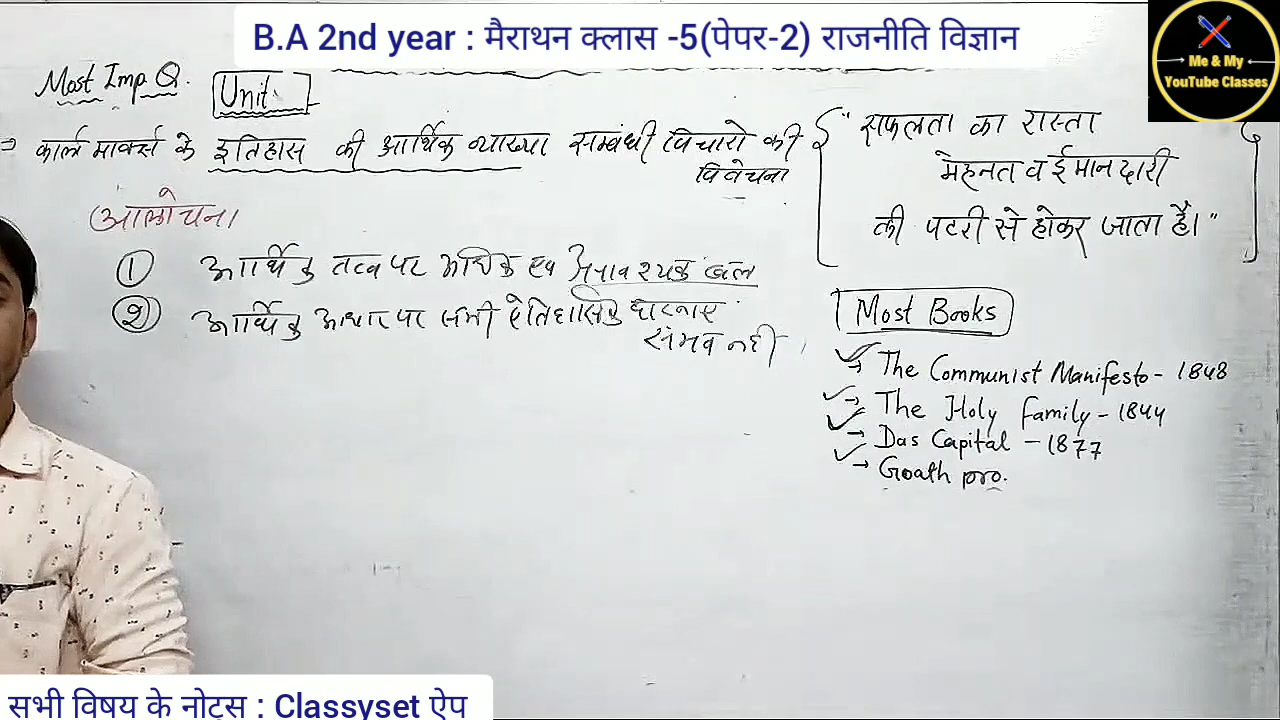 B.A 2nd year : मैराथन क्लास -5(पेपर-2) राजनीति विज्ञान
Me & My
YouTube Classes
Most Imp Q.
Unit
कार्ल मार्क्स के इतिहास की आर्थिक व्याख्या सम्बंधी विचारो की
विवेचना
आलोचना
① आर्थिक तत्व पर अधिक एवं अनावश्यक बल
② आर्थिक आधार पर सभी ऐतिहासिक घटनाए
संभव नही
"सफलता का रास्ता
मेहनत व ईमानदारी
की पटरी से होकर जाता है।"
Most Books
→ The Communist Manifesto - 1848
→ The Holy Family - 1844
→ Das Capital - 1877
→ Goath pro.
सभी विषय के नोट्स : Classyset ऐप